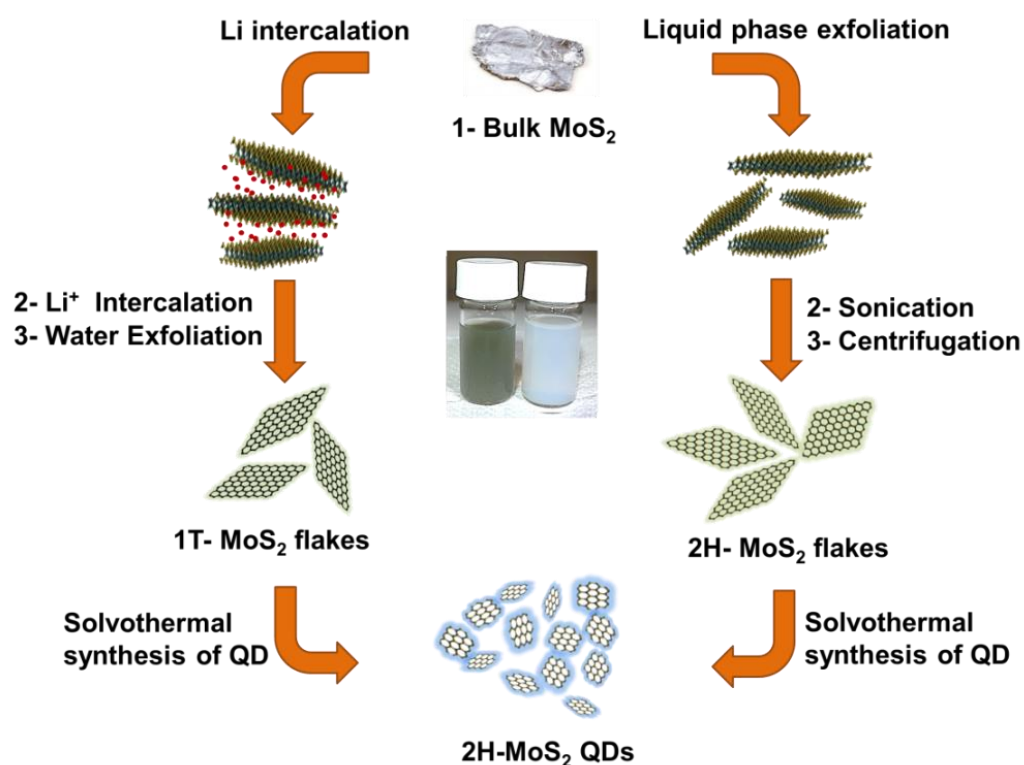 Li intercalation
Liquid phase exfoliation
1- Bulk MoS₂
2- Li⁺ Intercalation
3- Water Exfoliation
2- Sonication
3- Centrifugation
1T- MoS₂ flakes
2H- MoS₂ flakes
Solvothermal
synthesis of QD
Solvothermal
synthesis of QD
2H-MoS₂ QDs